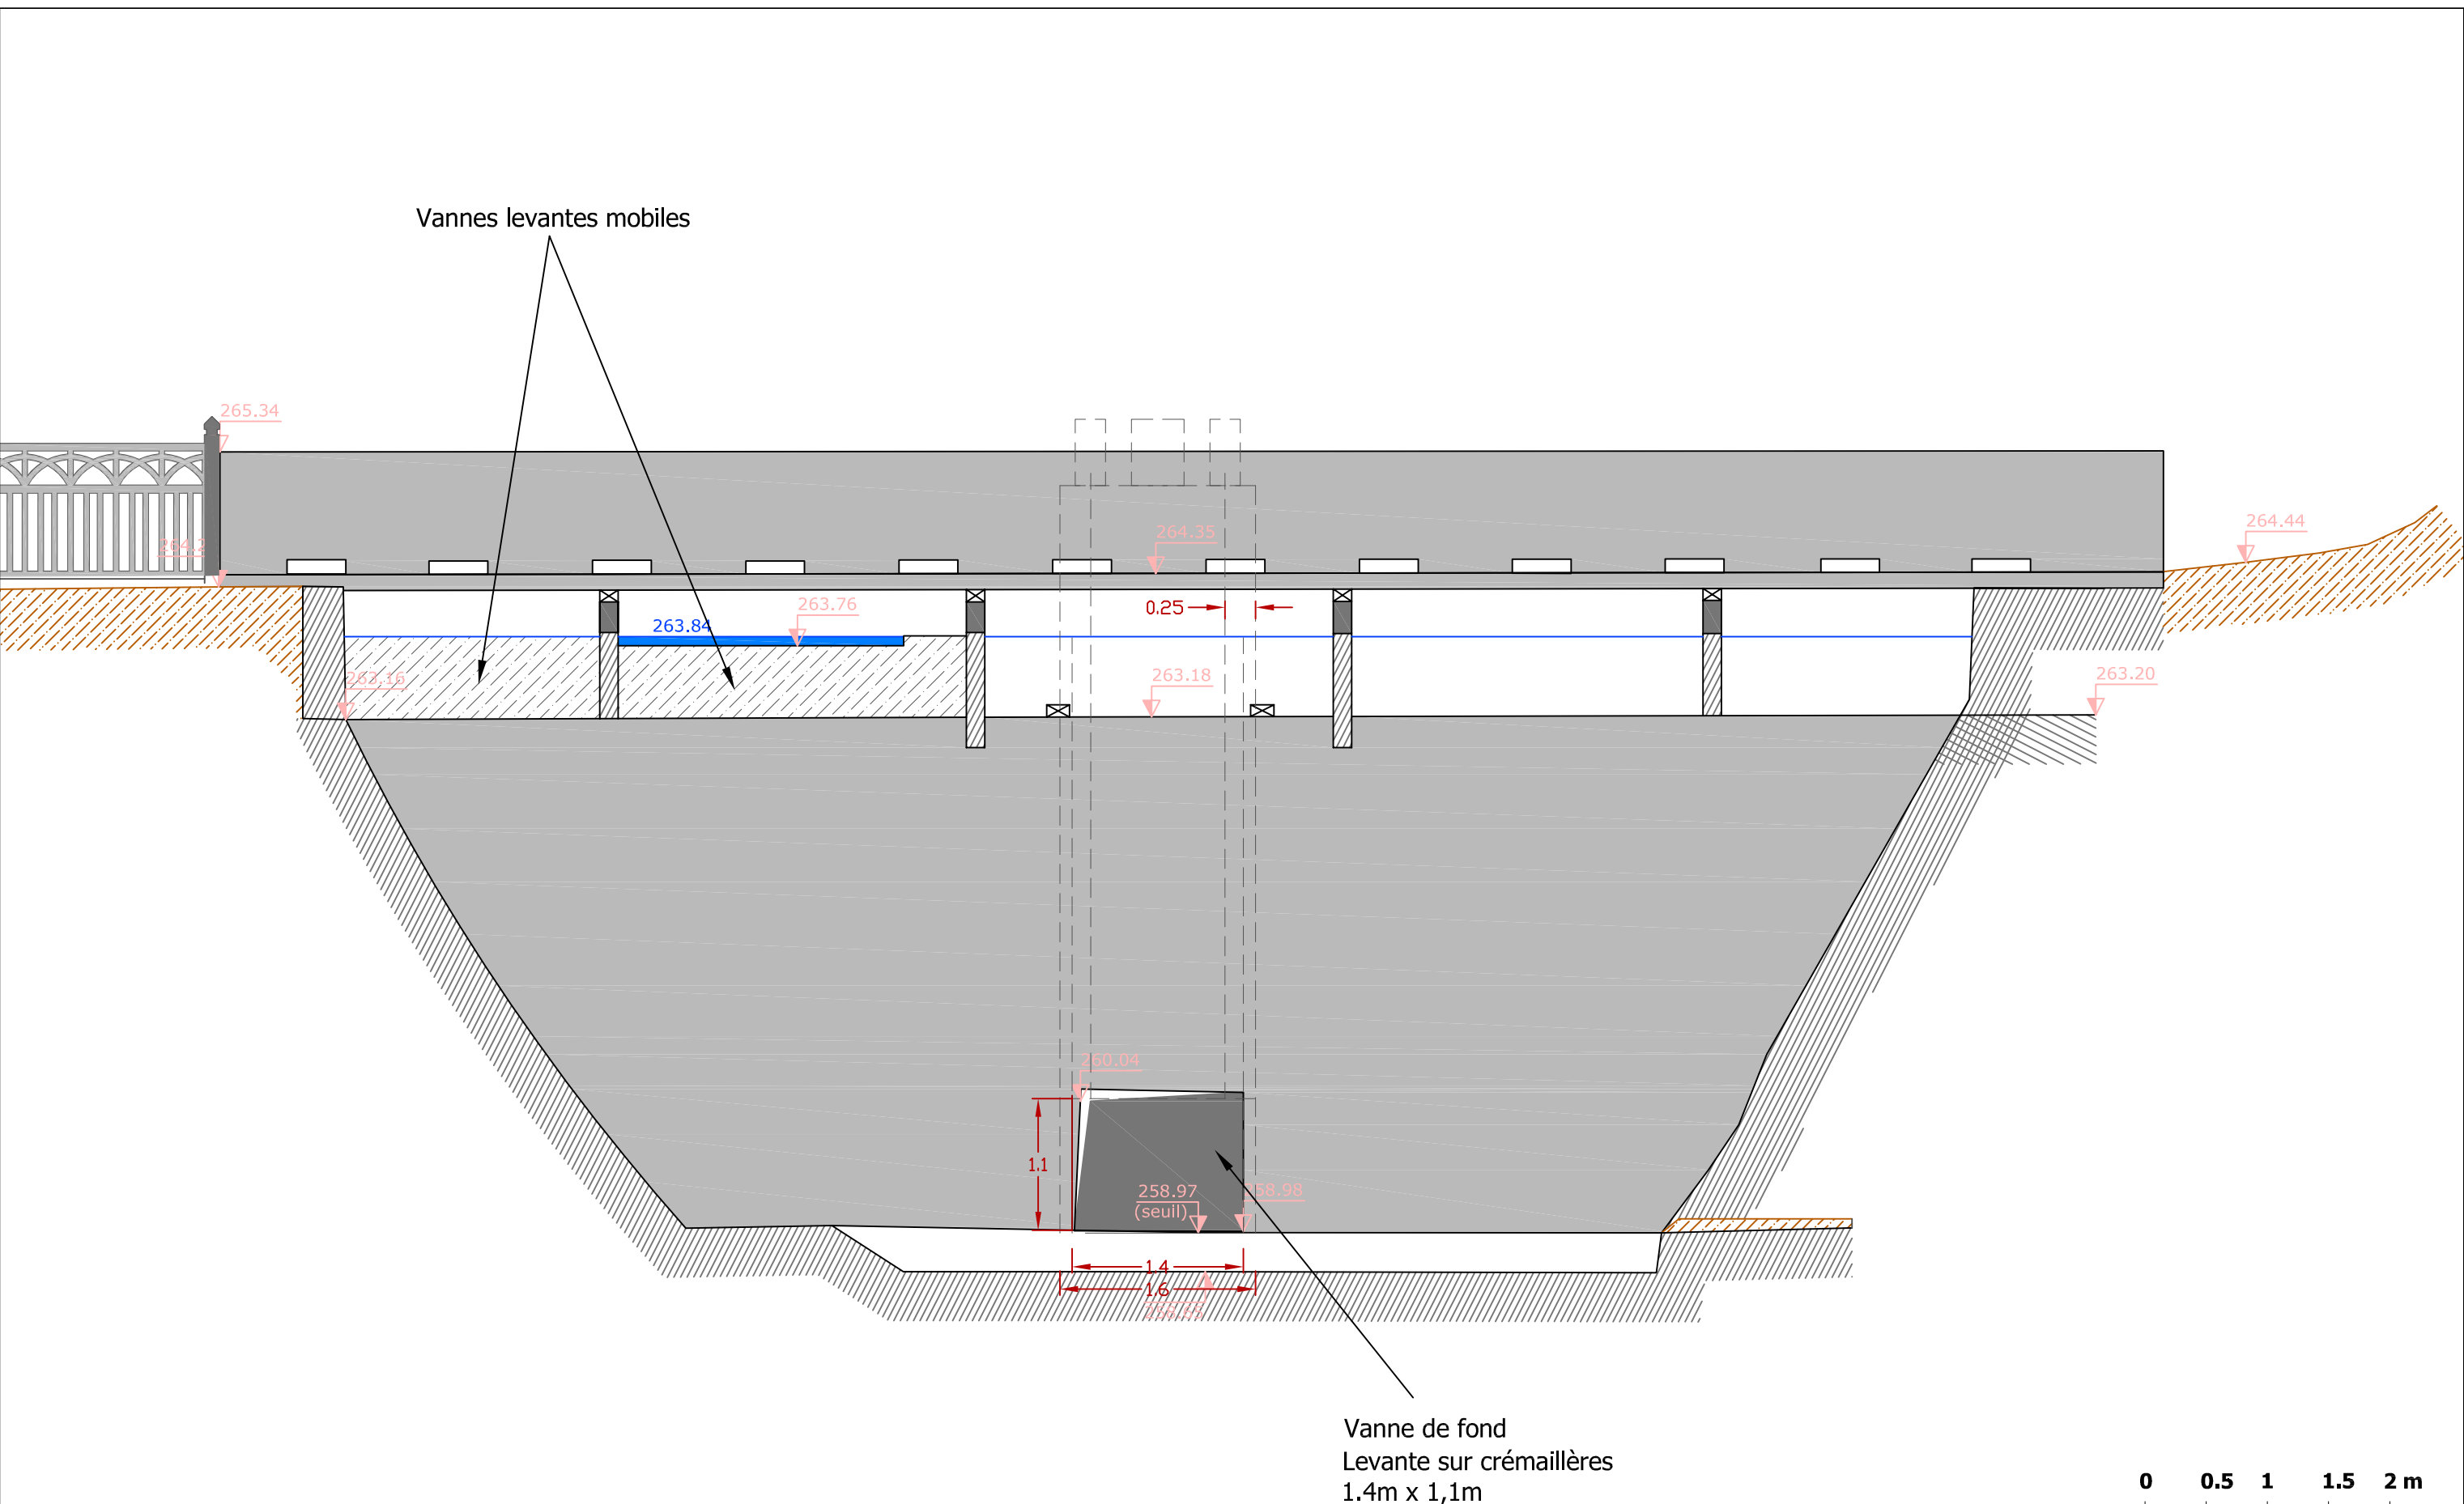 Vannes levantes mobiles
265.34
264.35
264.44
263.76
0.25
263.84
263.16
263.18
263.20
260.04
1.1
258.97
(seuil)
258.98
1.4
1.6
Vanne de fond
Levante sur crémaillères
1.4m x 1,1m
0 0.5 1 1.5 2 m